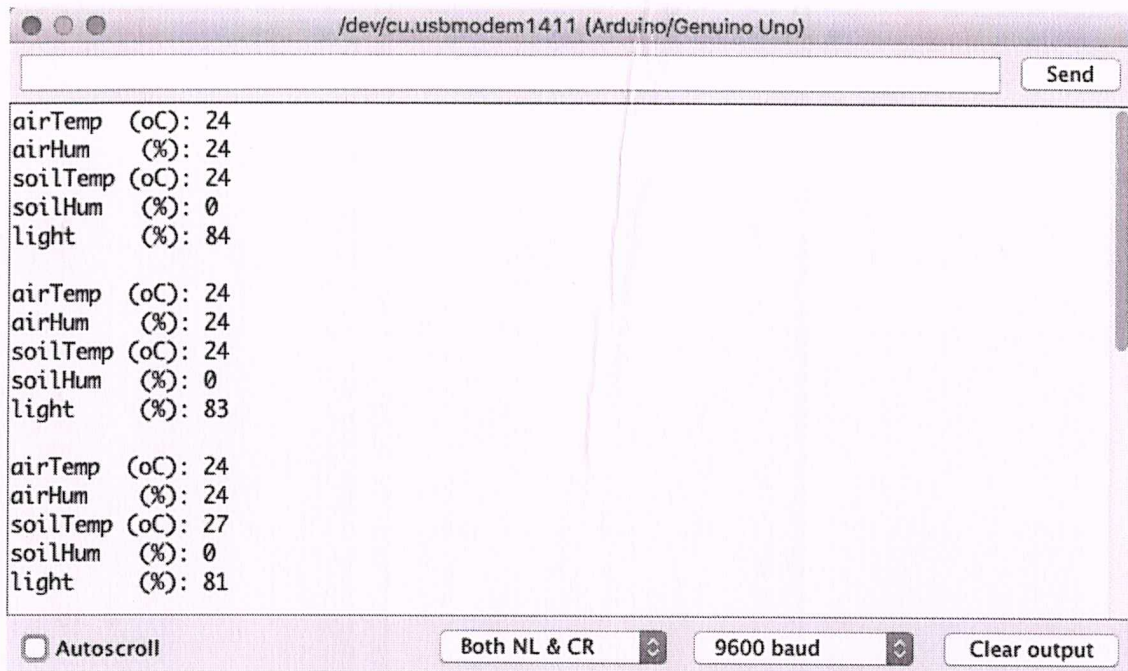 /dev/cu.usbmodem1411 (Arduino/Genuino Uno)
Send
airTemp (oC): 24
airHum (%): 24
soilTemp (oC): 24
soilHum (%): 0
light (%): 84
airTemp (oC): 24
airHum (%): 24
soilTemp (oC): 24
soilHum (%): 0
light (%): 83
airTemp (oC): 24
airHum (%): 24
soilTemp (oC): 27
soilHum (%): 0
light (%): 81
Autoscroll Both NL & CR 9600 baud Clear output